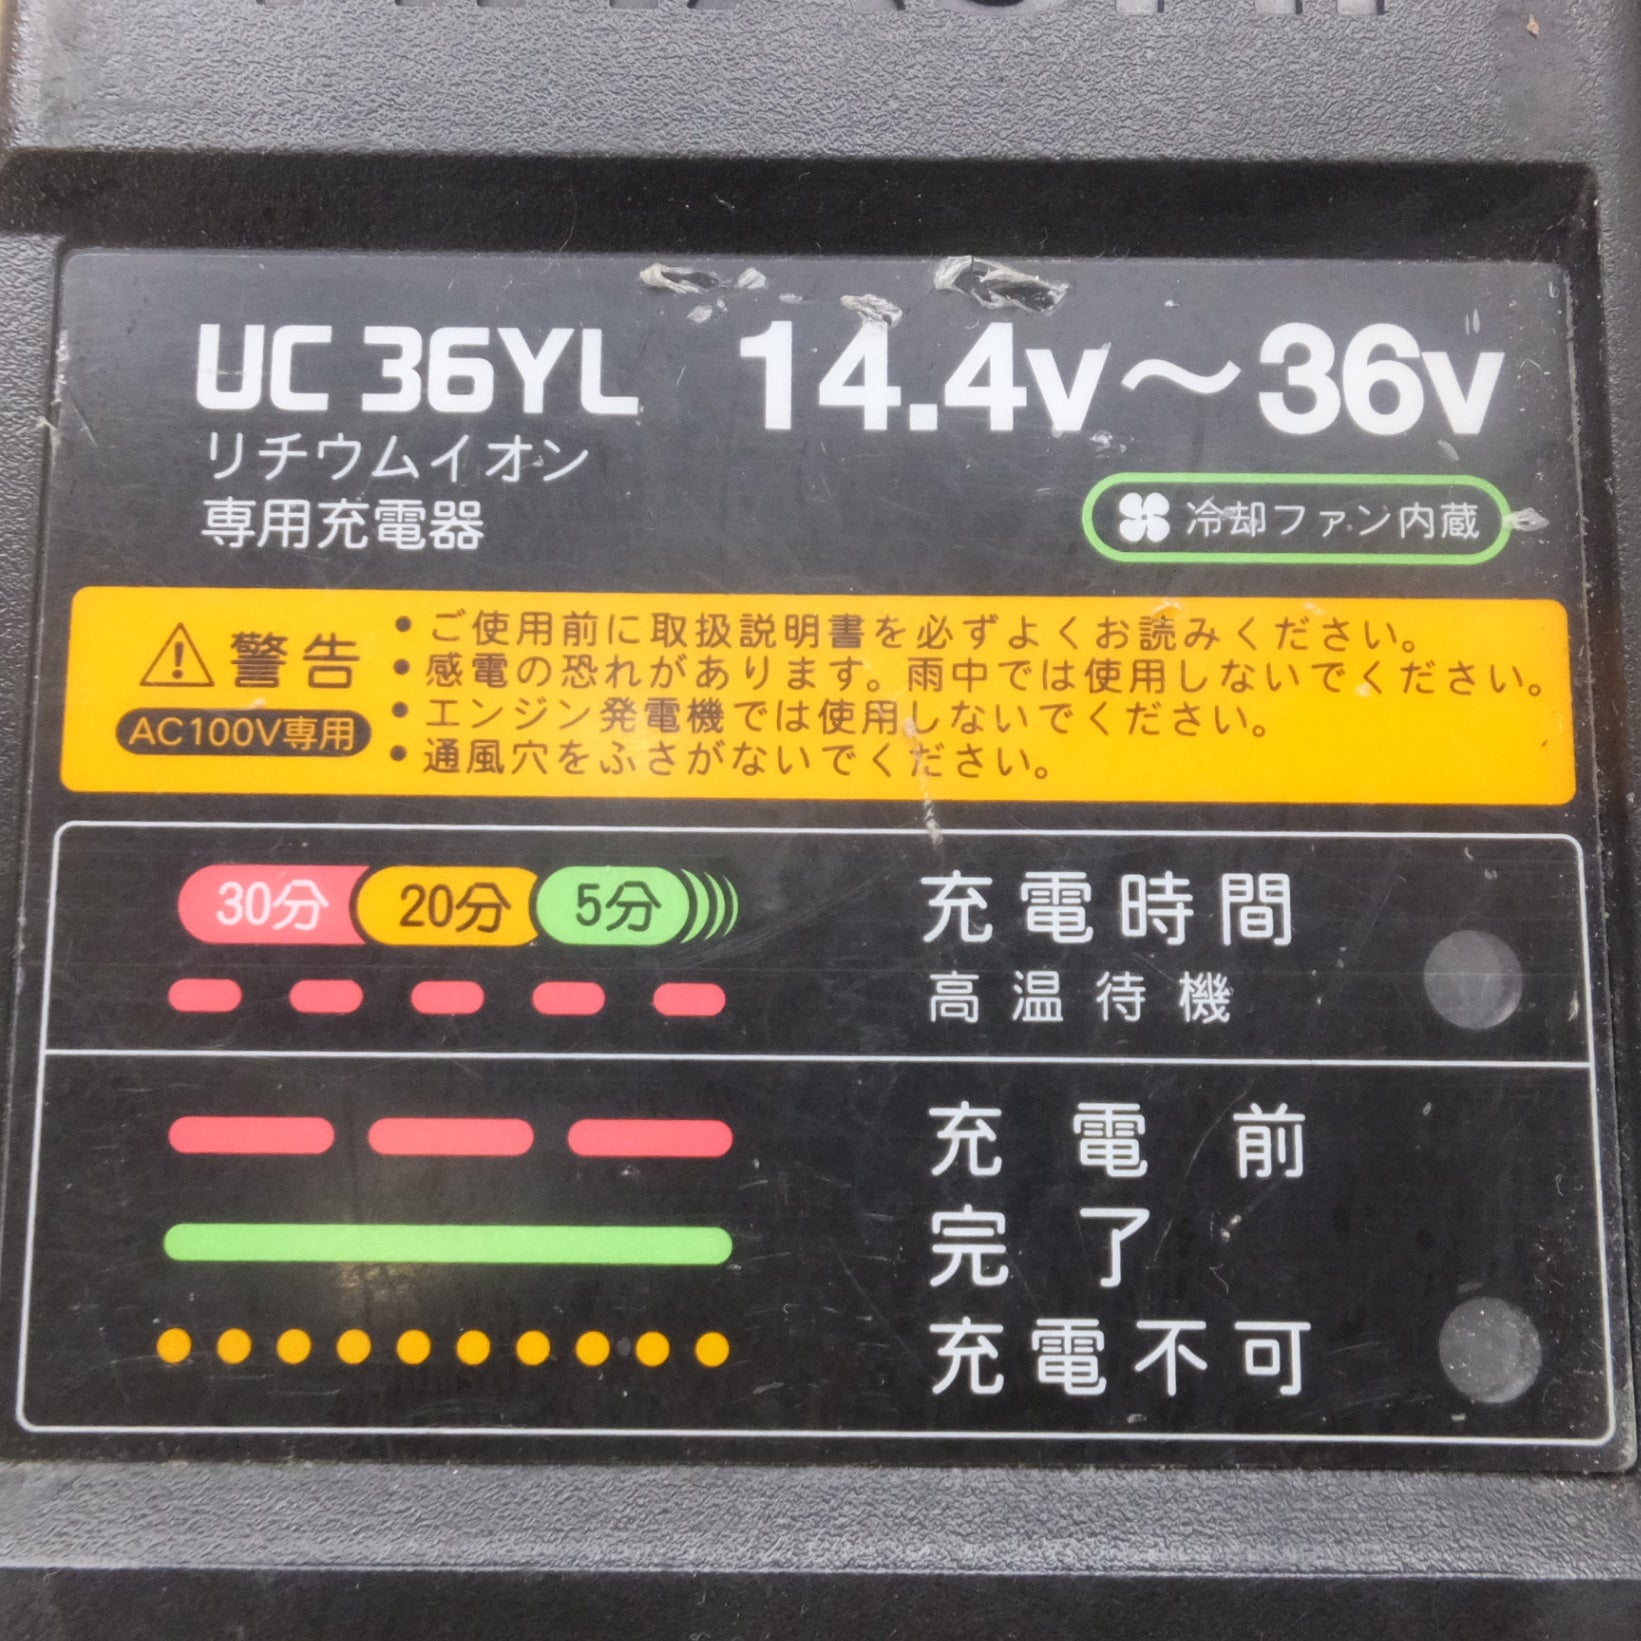 UC 36YL 14.4v～36v
リチウムイオン
専用充電器
冷却ファン内蔵
警告
AC100V専用
・ご使用前に取扱説明書を必ずよくお読みください。
・感電の恐れがあります。雨中では使用しないでください。
・エンジン発電機では使用しないでください。
・通風穴をふさがないでください。
30分 20分 5分 充電時間
高温待機
充電前
完了
充電不可